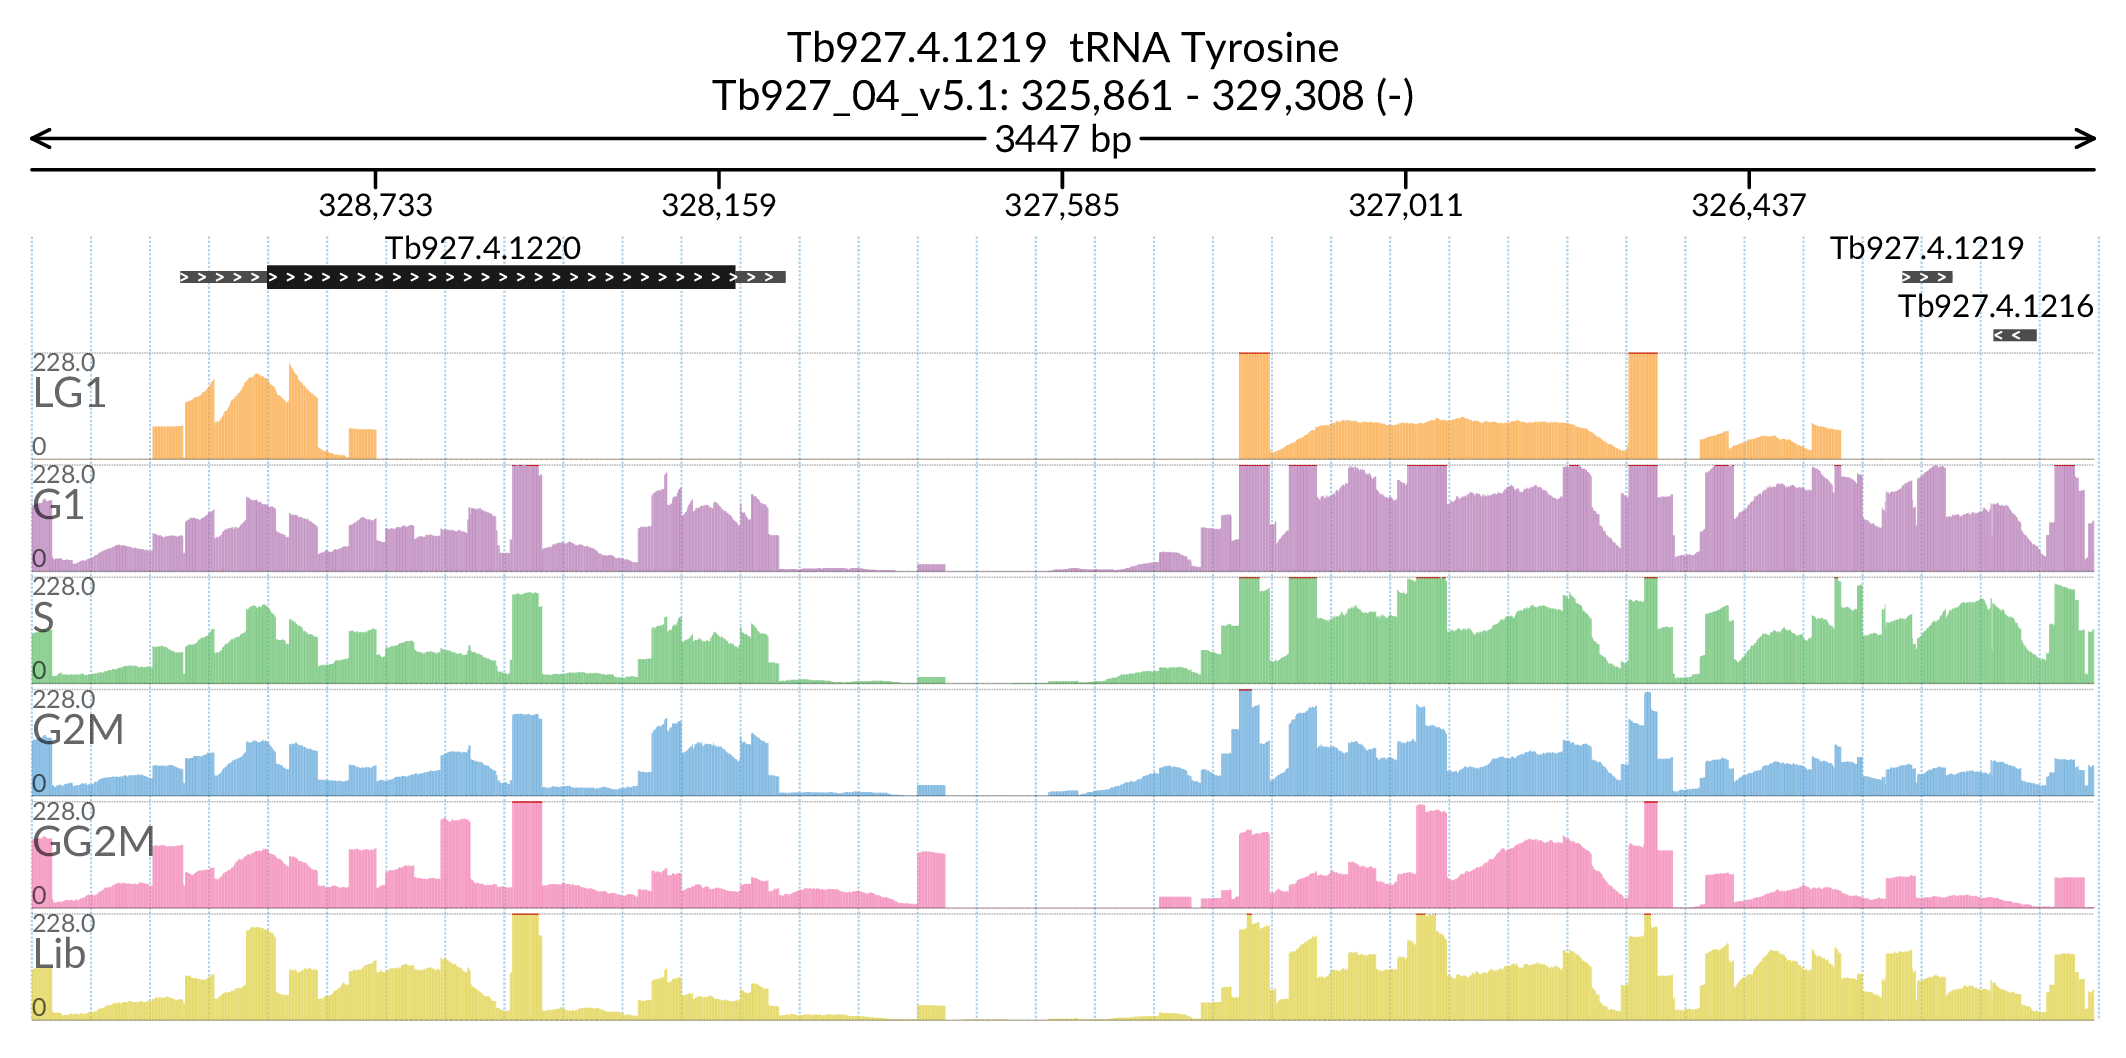 Tb927.4.1219  tRNA Tyrosine
Tb927_04_v5.1: 325,861 - 329,308 (-)
3447 bp
328,733 328,159 327,585 327,011 326,437
Tb927.4.1220 Tb927.4.1219
Tb927.4.1216
228.0
LG1
0
228.0
G1
0
228.0
S
0
228.0
G2M
0
228.0
GG2M
0
228.0
Lib
0